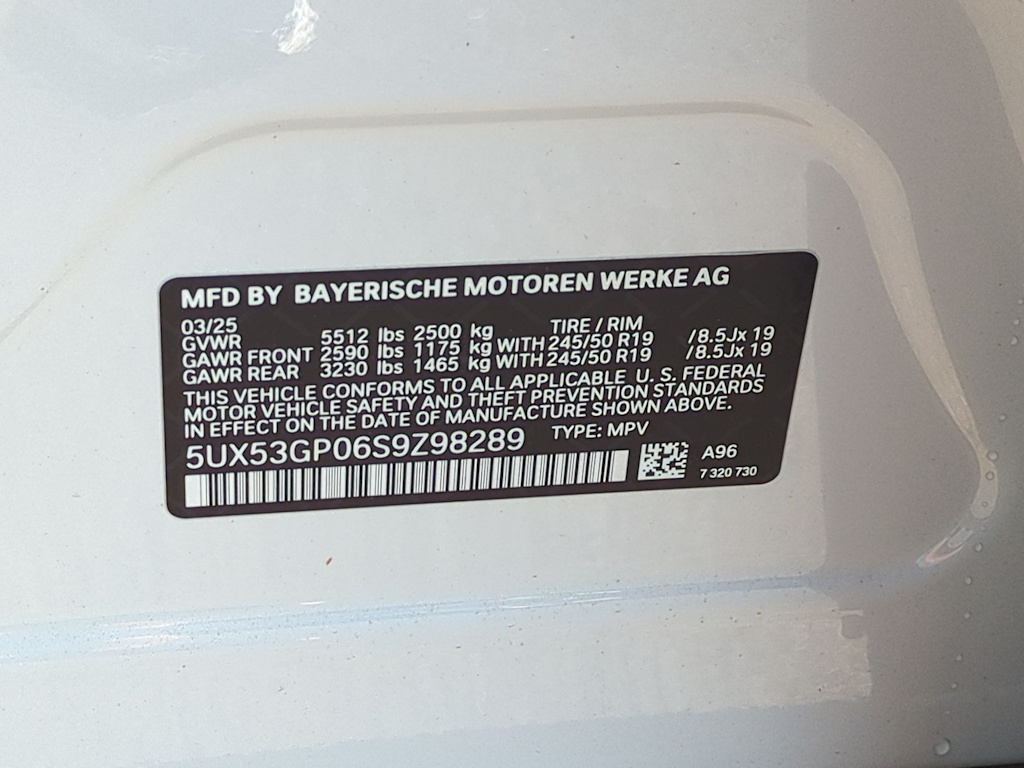 MFD BY BAYERISCHE MOTOREN WERKE AG
03/25 TIRE / RIM
GVWR 5512 lbs 2500 kg
GAWR FRONT 2590 lbs 1175 kg WITH 245/50 R19 /8.5Jx 19
GAWR REAR 3230 lbs 1465 kg WITH 245/50 R19 /8.5Jx 19
THIS VEHICLE CONFORMS TO ALL APPLICABLE U. S. FEDERAL
MOTOR VEHICLE SAFETY AND THEFT PREVENTION STANDARDS
IN EFFECT ON THE DATE OF MANUFACTURE SHOWN ABOVE.
5UX53GP06S9Z98289 TYPE: MPV
A96
7 320 730